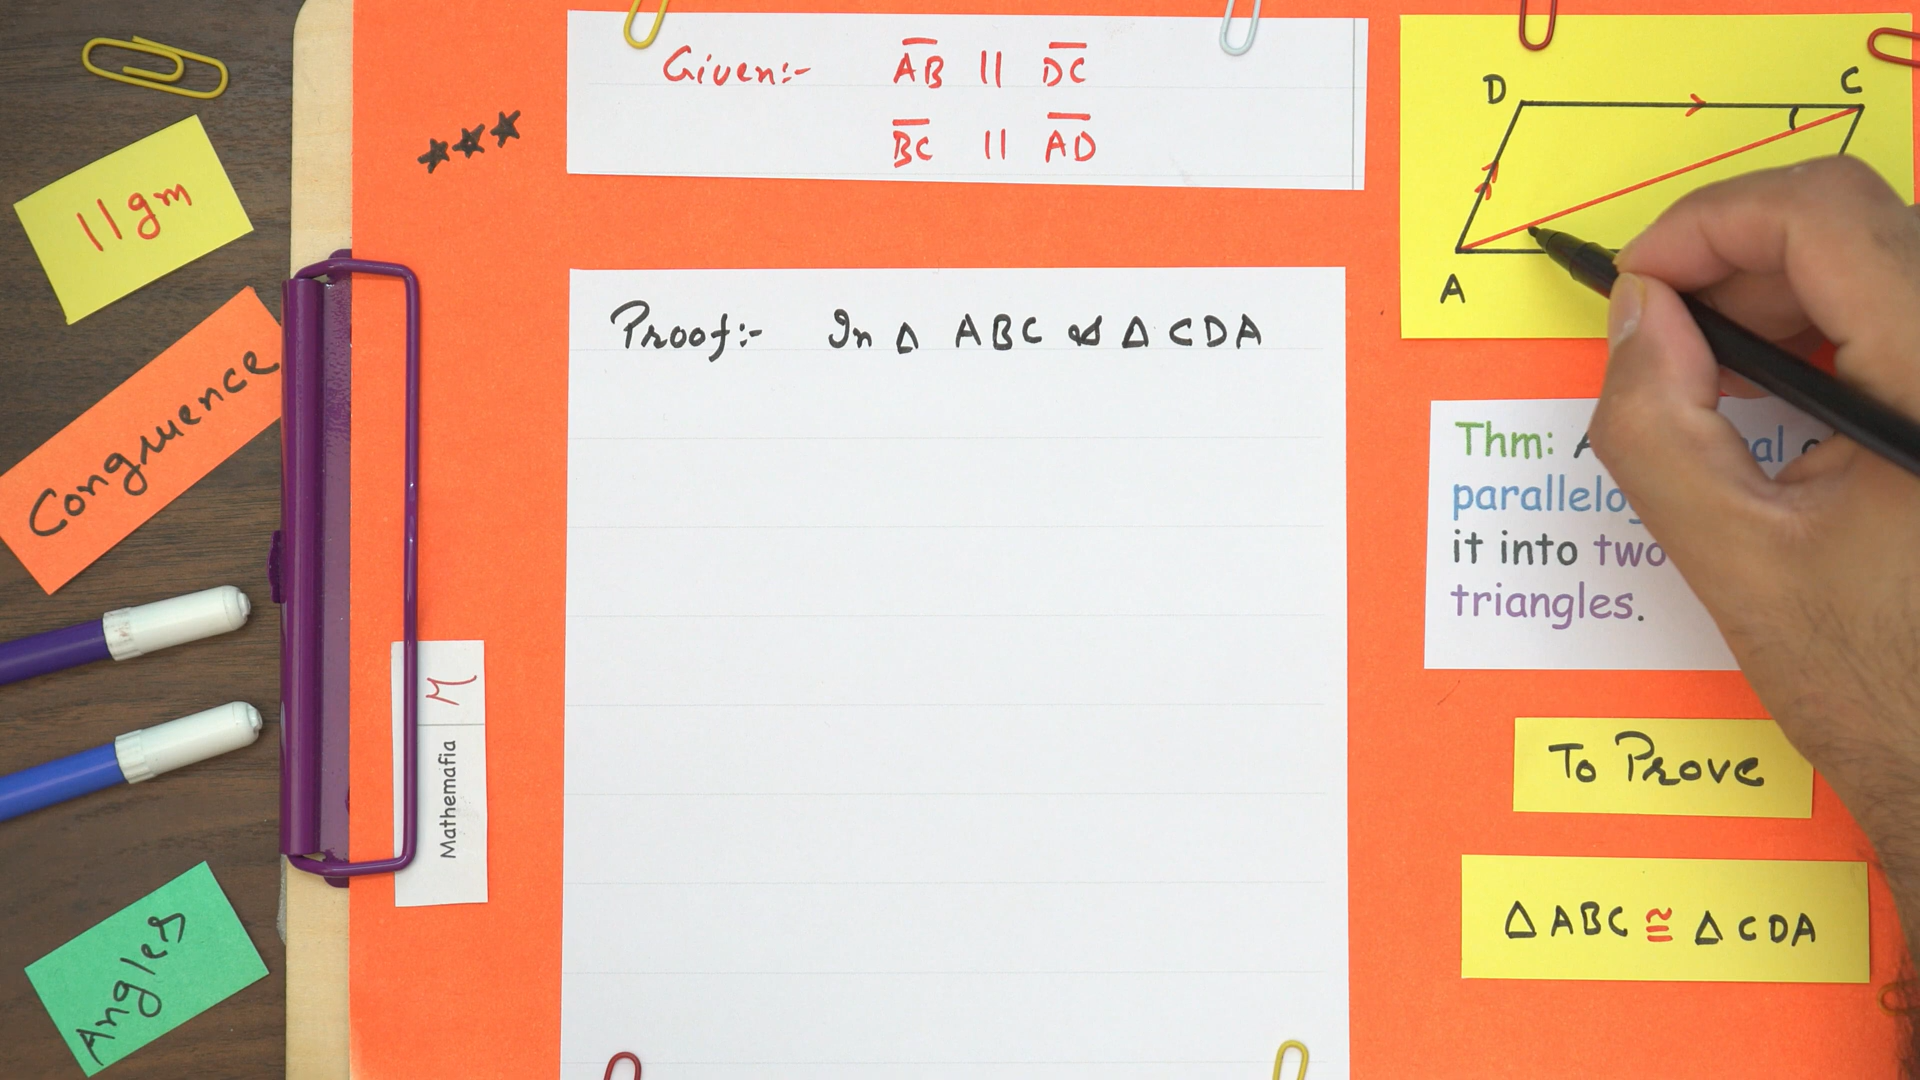 Given:- AB || DC
BC || AD
D C
A
||gm
Congruence
Angles
Proof:- In △ ABC & △ CDA
Thm:
parallelo
it into two
triangles.
M
Mathemafia
To Prove
△ ABC ≅ △ CDA